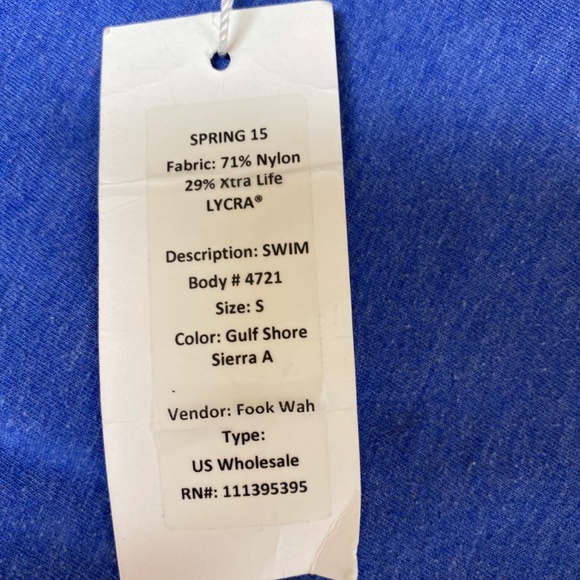 SPRING 15
Fabric: 71% Nylon
29% Xtra Life
LYCRA®
Description: SWIM
Body # 4721
Size: S
Color: Gulf Shore
Sierra A
Vendor: Fook Wah
Type:
US Wholesale
RN#: 111395395